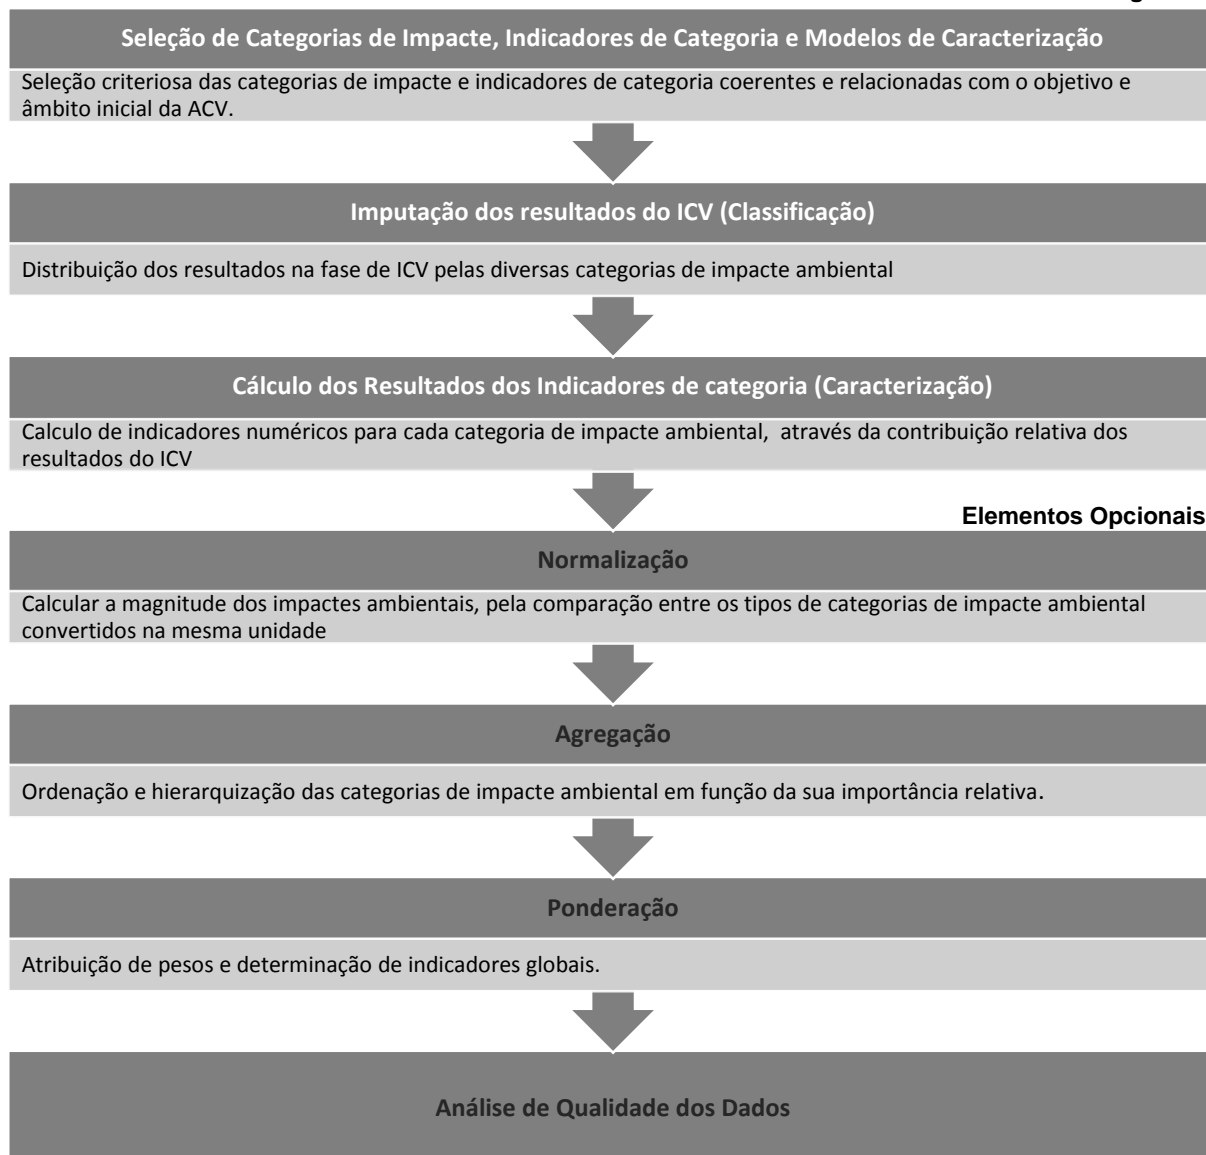 Seleção de Categorias de Impacte, Indicadores de Categoria e Modelos de Caracterização
Seleção criteriosa das categorias de impacte e indicadores de categoria coerentes e relacionadas com o objetivo e
âmbito inicial da ACV.
Imputação dos resultados do ICV (Classificação)
Distribuição dos resultados na fase de ICV pelas diversas categorias de impacte ambiental
Cálculo dos Resultados dos Indicadores de categoria (Caracterização)
Calculo de indicadores numéricos para cada categoria de impacte ambiental, através da contribuição relativa dos
resultados do ICV
Elementos Opcionais
Normalização
Calcular a magnitude dos impactes ambientais, pela comparação entre os tipos de categorias de impacte ambiental
convertidos na mesma unidade
Agregação
Ordenação e hierarquização das categorias de impacte ambiental em função da sua importância relativa.
Ponderação
Atribuição de pesos e determinação de indicadores globais.
Análise de Qualidade dos Dados